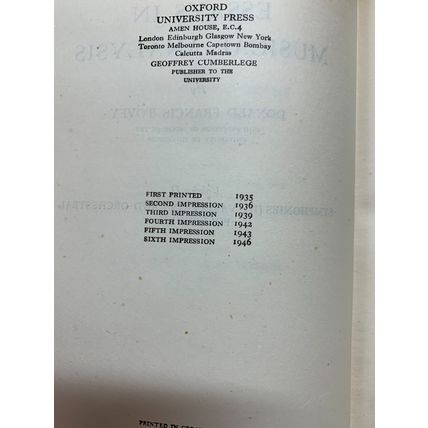 OXFORD
UNIVERSITY PRESS
AMEN HOUSE, E.C.4
London Edinburgh Glasgow New York
Toronto Melbourne Capetown Bombay
Calcutta Madras
GEOFFREY CUMBERLEGE
PUBLISHER TO THE
UNIVERSITY
FIRST PRINTED 1935
SECOND IMPRESSION 1936
THIRD IMPRESSION 1939
FOURTH IMPRESSION 1942
FIFTH IMPRESSION 1943
SIXTH IMPRESSION 1946
PRINTED IN